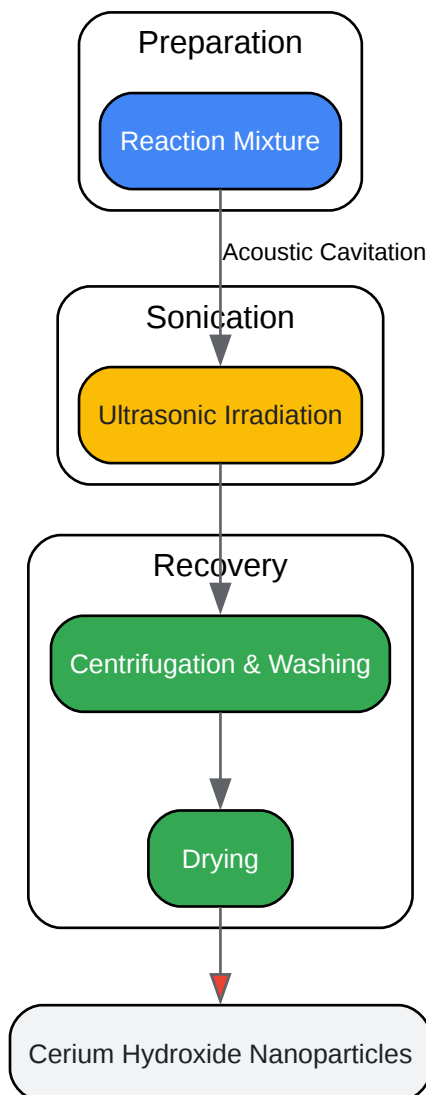 Preparation
Reaction Mixture
Acoustic Cavitation
Sonication
Ultrasonic Irradiation
Recovery
Centrifugation & Washing
Drying
Cerium Hydroxide Nanoparticles